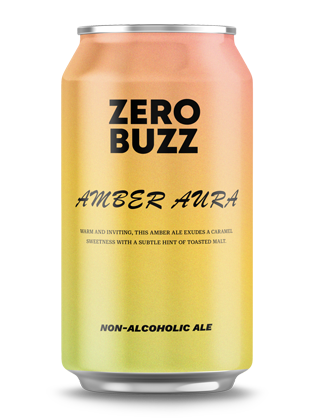 ZERO
BUZZ
AMBER AURA
WARM AND INVITING, THIS AMBER ALE EXUDES A CARAMEL
SWEETNESS WITH A SUBTLE HINT OF TOASTED MALT.
NON-ALCOHOLIC ALE